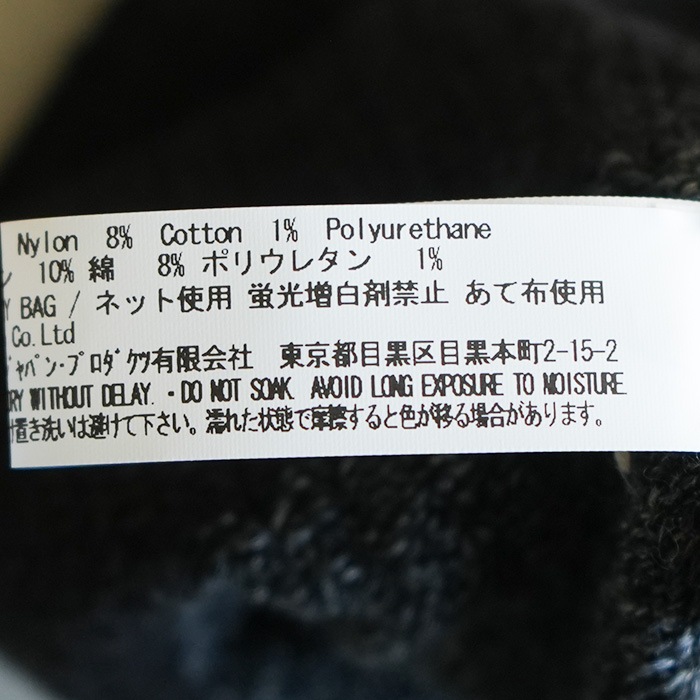 Nylon 8% Cotton 1% Polyurethane
ン 10% 綿 8% ポリウレタン 1%
Y BAG / ネット使用 蛍光増白剤禁止 あて布使用
Co.Ltd
ジャパン・プロダクツ有限会社 東京都目黒区目黒本町2-15-2
RY WITHOUT DELAY. ・DO NOT SOAK. AVOID LONG EXPOSURE TO MOISTURE.
け置き洗いは避けて下さい。濡れた状態で摩擦すると色が移る場合があります。